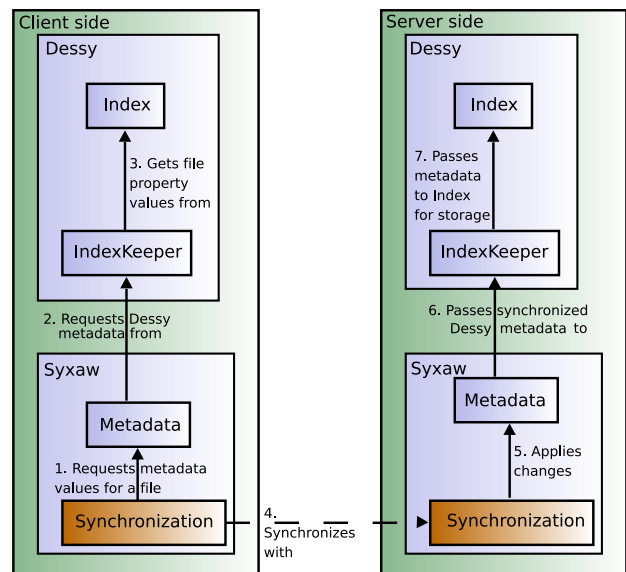 Client side
Dessy
Index
3. Gets file
property
values from
IndexKeeper
2. Requests Dessy
metadata from
Syxaw
Metadata
1. Requests metadata
values for a file
Synchronization
4.
Synchronizes
with
Server side
Dessy
Index
7. Passes
metadata
to Index
for storage
IndexKeeper
6. Passes synchronized
Dessy metadata to
Syxaw
Metadata
5. Applies
changes
Synchronization